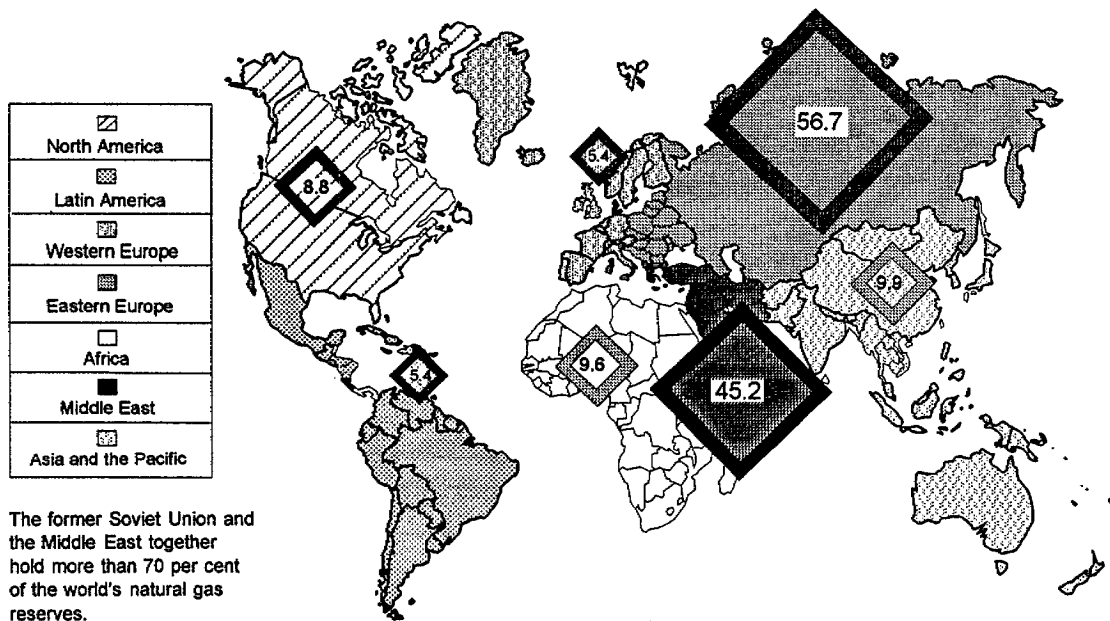 North America
Latin America
Western Europe
Eastern Europe
Africa
Middle East
Asia and the Pacific
The former Soviet Union and
the Middle East together
hold more than 70 per cent
of the world's natural gas
reserves.
56.7
5.4
8.8
9.9
9.6
5.4
45.2